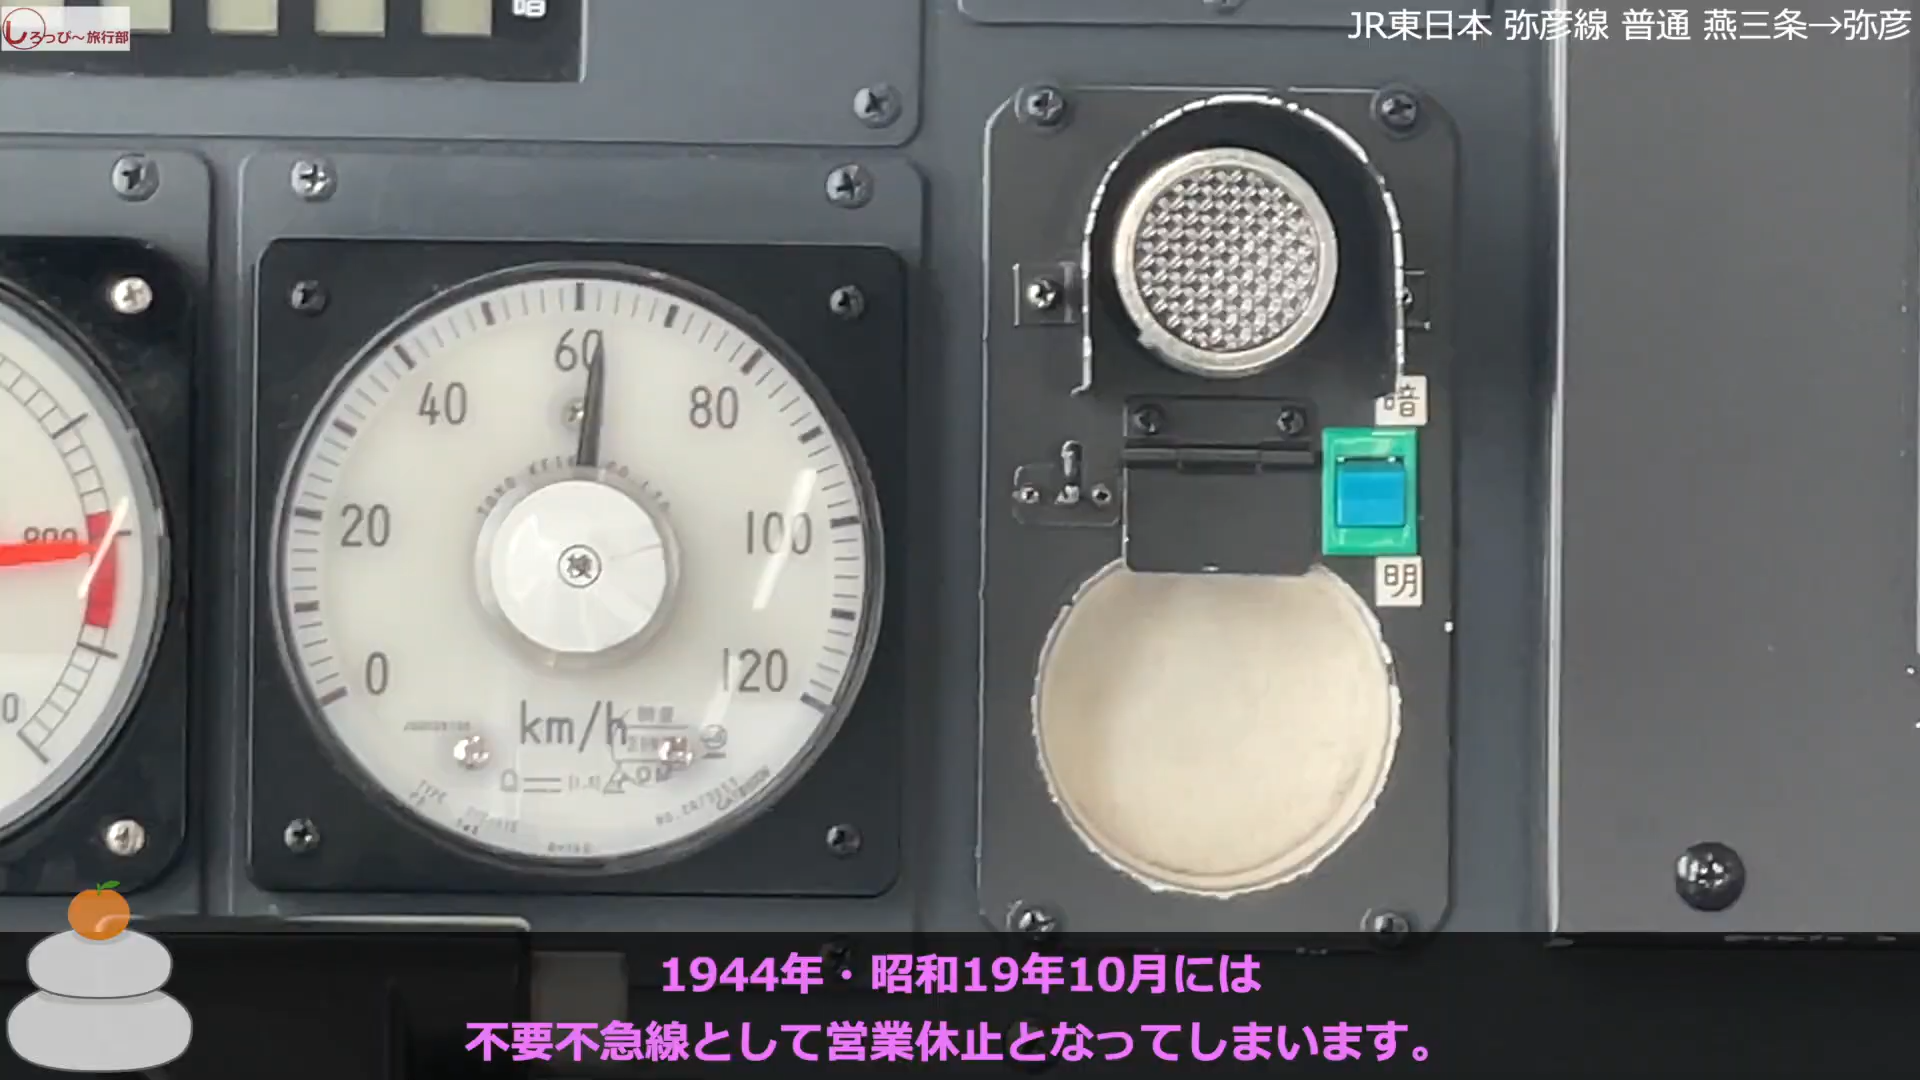 しろっぴ～旅行部
JR東日本 弥彦線 普通 燕三条→弥彦
0
20
40
60
80
100
120
km/h
検
800
暗
明
1944年・昭和19年10月には
不要不急線として営業休止となってしまいます。